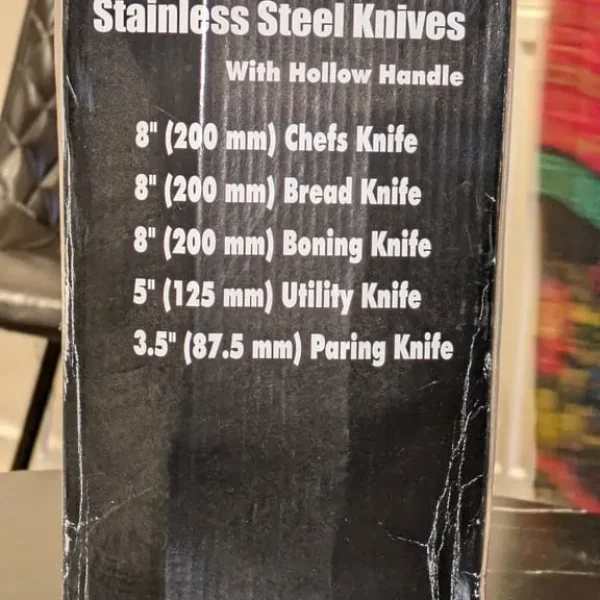 Stainless Steel Knives
With Hollow Handle
8" (200 mm) Chefs Knife
8" (200 mm) Bread Knife
8" (200 mm) Boning Knife
5" (125 mm) Utility Knife
3.5" (87.5 mm) Paring Knife